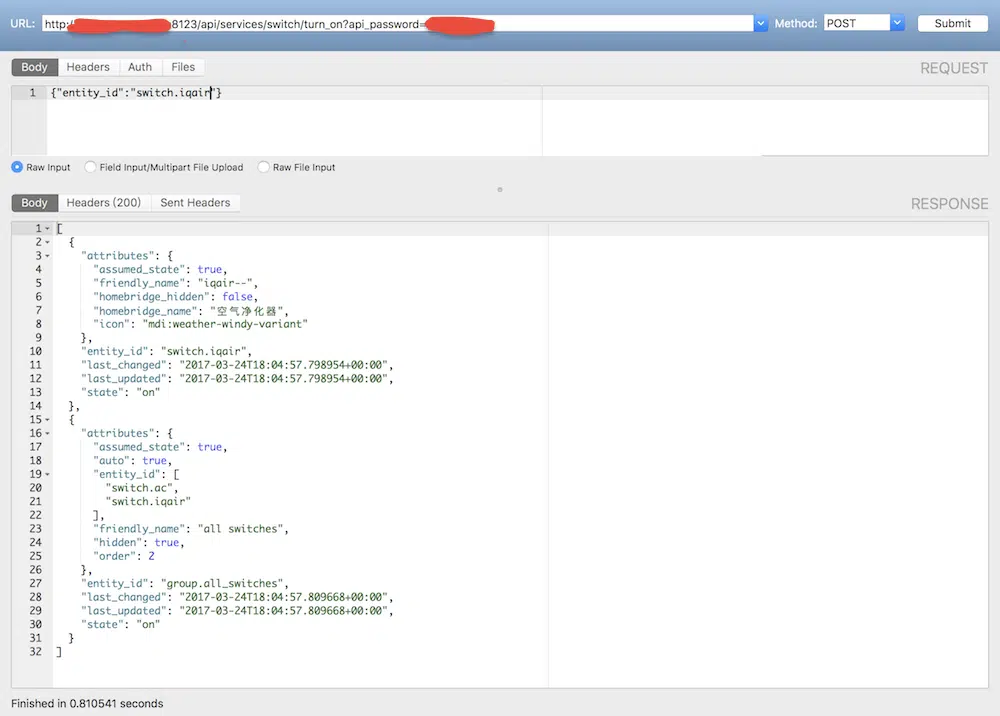 URL: http: 8123/api/services/switch/turn_on?api_password= Method: POST Submit
Body Headers Auth Files REQUEST
1 {"entity_id":"switch.iqair"}
Raw Input Field Input/Multipart File Upload Raw File Input
Body Headers (200) Sent Headers RESPONSE
1 [
2 {
3 "attributes": {
4 "assumed_state": true,
5 "friendly_name": "iqair--",
6 "homebridge_hidden": false,
7 "homebridge_name": "空气净化器",
8 "icon": "mdi:weather-windy-variant"
9 },
10 "entity_id": "switch.iqair",
11 "last_changed": "2017-03-24T18:04:57.798954+00:00",
12 "last_updated": "2017-03-24T18:04:57.798954+00:00",
13 "state": "on"
14 },
15 {
16 "attributes": {
17 "assumed_state": true,
18 "auto": true,
19 "entity_id": [
20 "switch.ac",
21 "switch.iqair"
22 ],
23 "friendly_name": "all switches",
24 "hidden": true,
25 "order": 2
26 },
27 "entity_id": "group.all_switches",
28 "last_changed": "2017-03-24T18:04:57.809668+00:00",
29 "last_updated": "2017-03-24T18:04:57.809668+00:00",
30 "state": "on"
31 }
32 ]
Finished in 0.810541 seconds